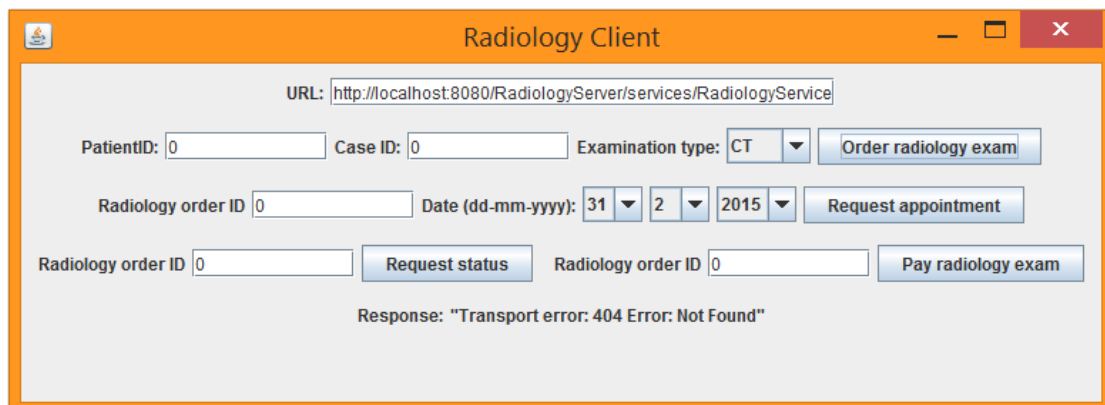 Radiology Client
URL: http://localhost:8080/RadiologyServer/services/RadiologyService
PatientID: 0 Case ID: 0 Examination type: CT Order radiology exam
Radiology order ID 0 Date (dd-mm-yyyy): 31 2 2015 Request appointment
Radiology order ID 0 Request status Radiology order ID 0 Pay radiology exam
Response: "Transport error: 404 Error: Not Found"